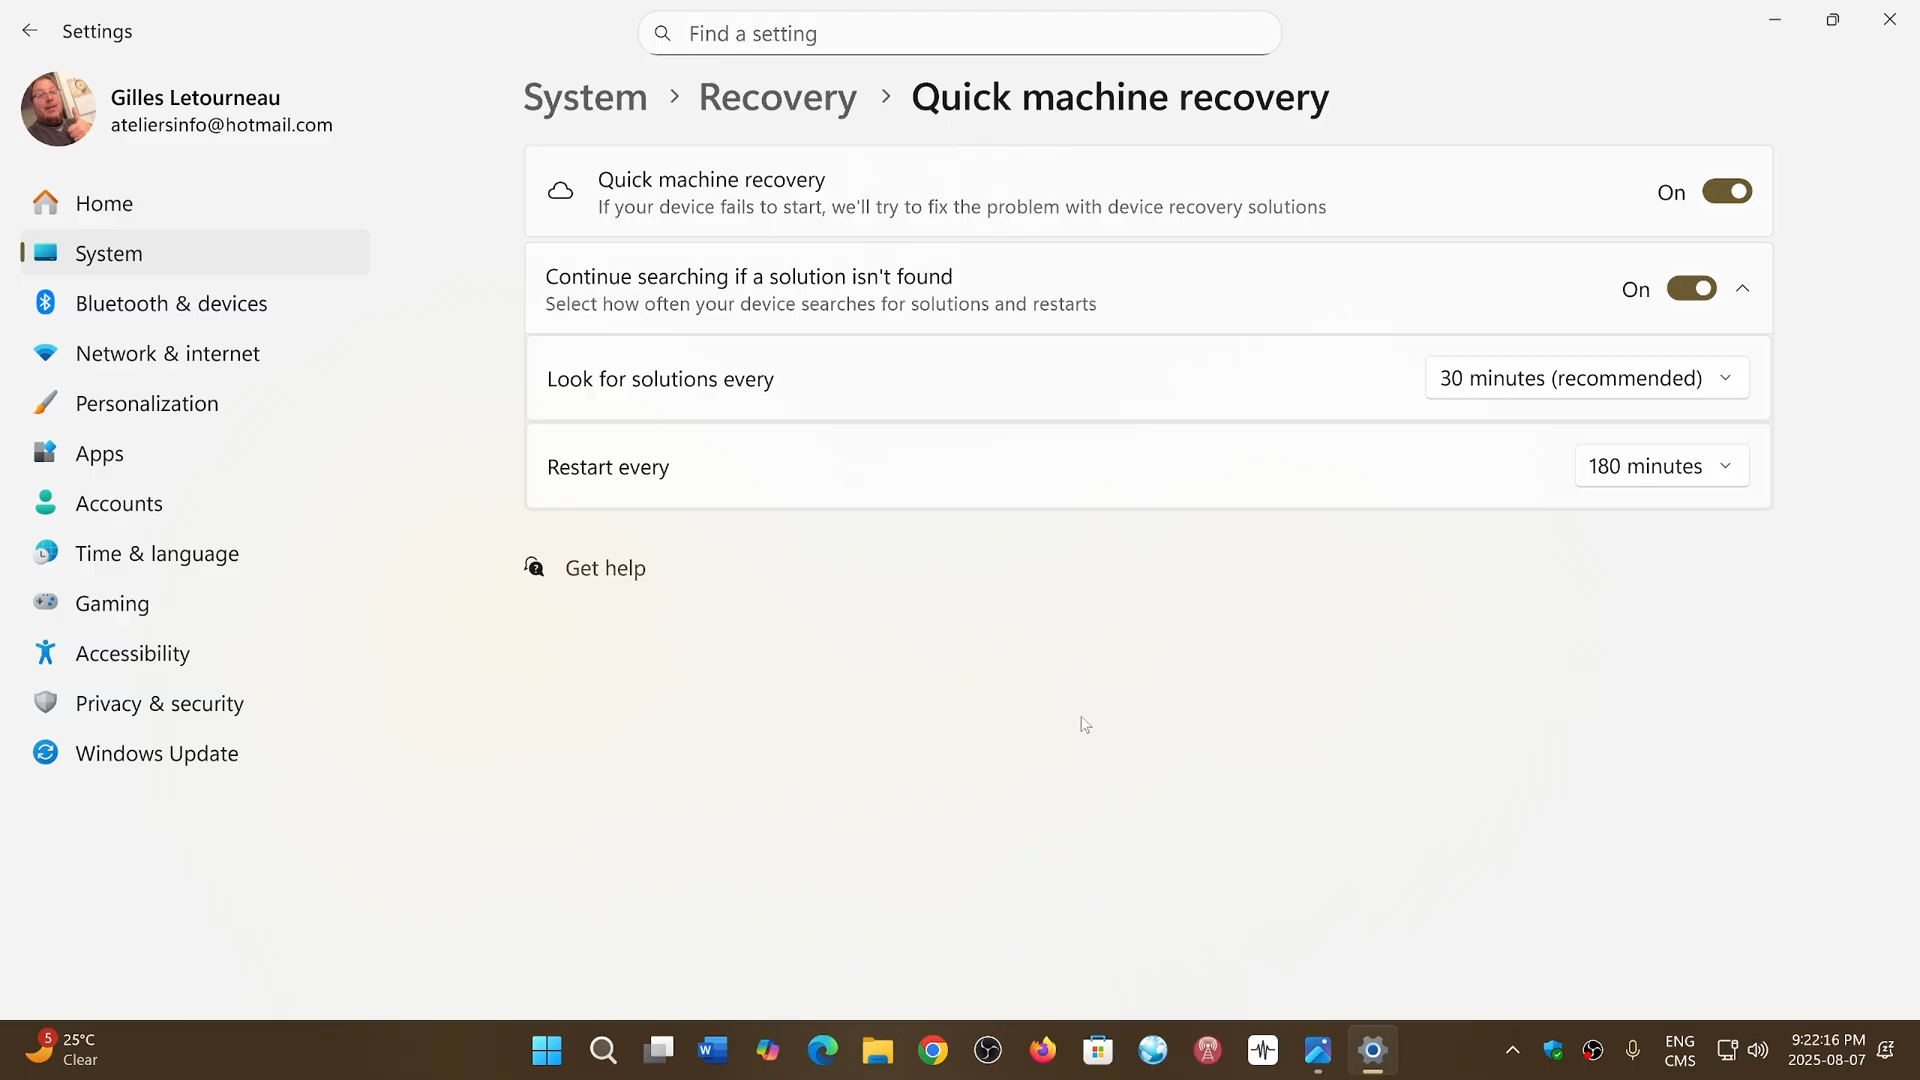 Settings
Find a setting
Gilles Letourneau
ateliersinfo@hotmail.com
Home
System
Bluetooth & devices
Network & internet
Personalization
Apps
Accounts
Time & language
Gaming
Accessibility
Privacy & security
Windows Update
System > Recovery > Quick machine recovery
Quick machine recovery
If your device fails to start, we'll try to fix the problem with device recovery solutions
On
Continue searching if a solution isn't found
Select how often your device searches for solutions and restarts
On
Look for solutions every
30 minutes (recommended)
Restart every
180 minutes
Get help
5
25°C
Clear
W
ENG
CMS
9:22:16 PM
2025-08-07